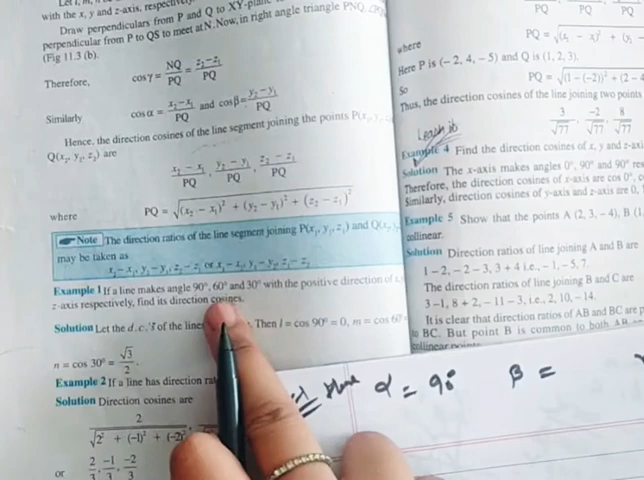 with the x, y and z-axis, respectively
Draw perpendiculars from P and Q to XY-plane
perpendicular from P to QS to meet at N. Now, in right angle triangle PNQ,
(Fig 11.3 (b).
Therefore, cosγ = NQ/PQ = z₂−z₁/PQ
Similarly cosα = x₂−x₁/PQ and cosβ = y₂−y₁/PQ
Hence, the direction cosines of the line segment joining the points P(x₁, y₁, z₁)
Q(x₂, y₂, z₂) are
x₂ − x₁/PQ, y₂ − y₁/PQ, z₂ − z₁/PQ
where PQ = √(x₂ − x₁)² + (y₂ − y₁)² + (z₂ − z₁)²
Note The direction ratios of the line segment joining P(x₁, y₁, z₁) and Q(x₂, y₂
may be taken as
x₂ − x₁, y₂ − y₁, z₂ − z₁ or x₁ − x₂, y₁ − y₂, z₁ − z₂
Example 1 If a line makes angle 90°, 60° and 30° with the positive direction of x,
z-axis respectively, find its direction cosines.
Solution Let the d.c.'s of the lines Then l = cos 90° = 0, m = cos 60°
n = cos 30° = √3/2.
Example 2 If a line has direction
Solution Direction cosines are
2/√2² + (−1)² + (−2)²
or 2/3, −1/3, −2/3
PQ PQ PQ
where PQ = √(x₂ − x₁)² + (y₂ −
Here P is (−2, 4, −5) and Q is (1, 2, 3).
So PQ = √(1 − (−2))² + (2 − 4
Thus, the direction cosines of the line joining two points
3/√77, −2/√77, 8/√77
Learn it
Example 4 Find the direction cosines of x, y and z-axi
Solution The x-axis makes angles 0°, 90° and 90° res
Therefore, the direction cosines of x-axis are cos 0°, c
Similarly, direction cosines of y-axis and z-axis are 0,
Example 5 Show that the points A (2, 3, −4), B (1,
collinear.
Solution Direction ratios of line joining A and B are
1 − 2, −2 − 3, 3 + 4 i.e., −1, −5, 7.
The direction ratios of line joining B and C are
3 −1, 8 + 2, − 11 − 3, i.e., 2, 10, − 14.
It is clear that direction ratios of AB and BC are p
to BC. But point B is common to both AB
collinear points
Here α = 90° β =